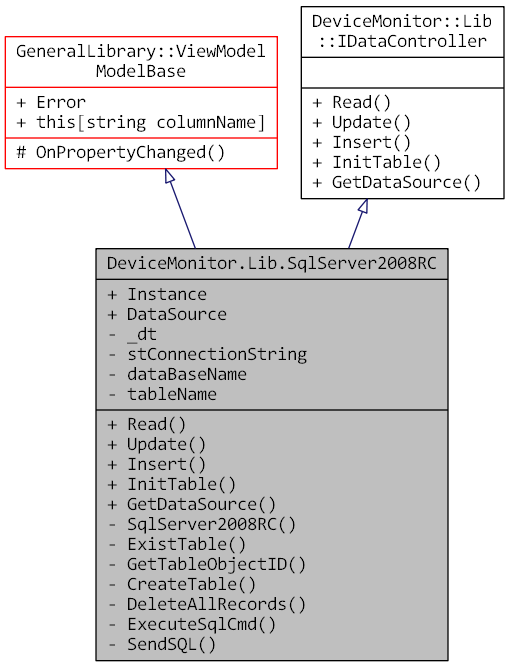 GeneralLibrary::ViewModel
ModelBase
+ Error
+ this[string columnName]
# OnPropertyChanged()
DeviceMonitor::Lib
::IDataController
+ Read()
+ Update()
+ Insert()
+ InitTable()
+ GetDataSource()
DeviceMonitor.Lib.SqlServer2008RC
+ Instance
+ DataSource
- _dt
- stConnectionString
- dataBaseName
- tableName
+ Read()
+ Update()
+ Insert()
+ InitTable()
+ GetDataSource()
- SqlServer2008RC()
- ExistTable()
- GetTableObjectID()
- CreateTable()
- DeleteAllRecords()
- ExecuteSqlCmd()
- SendSQL()